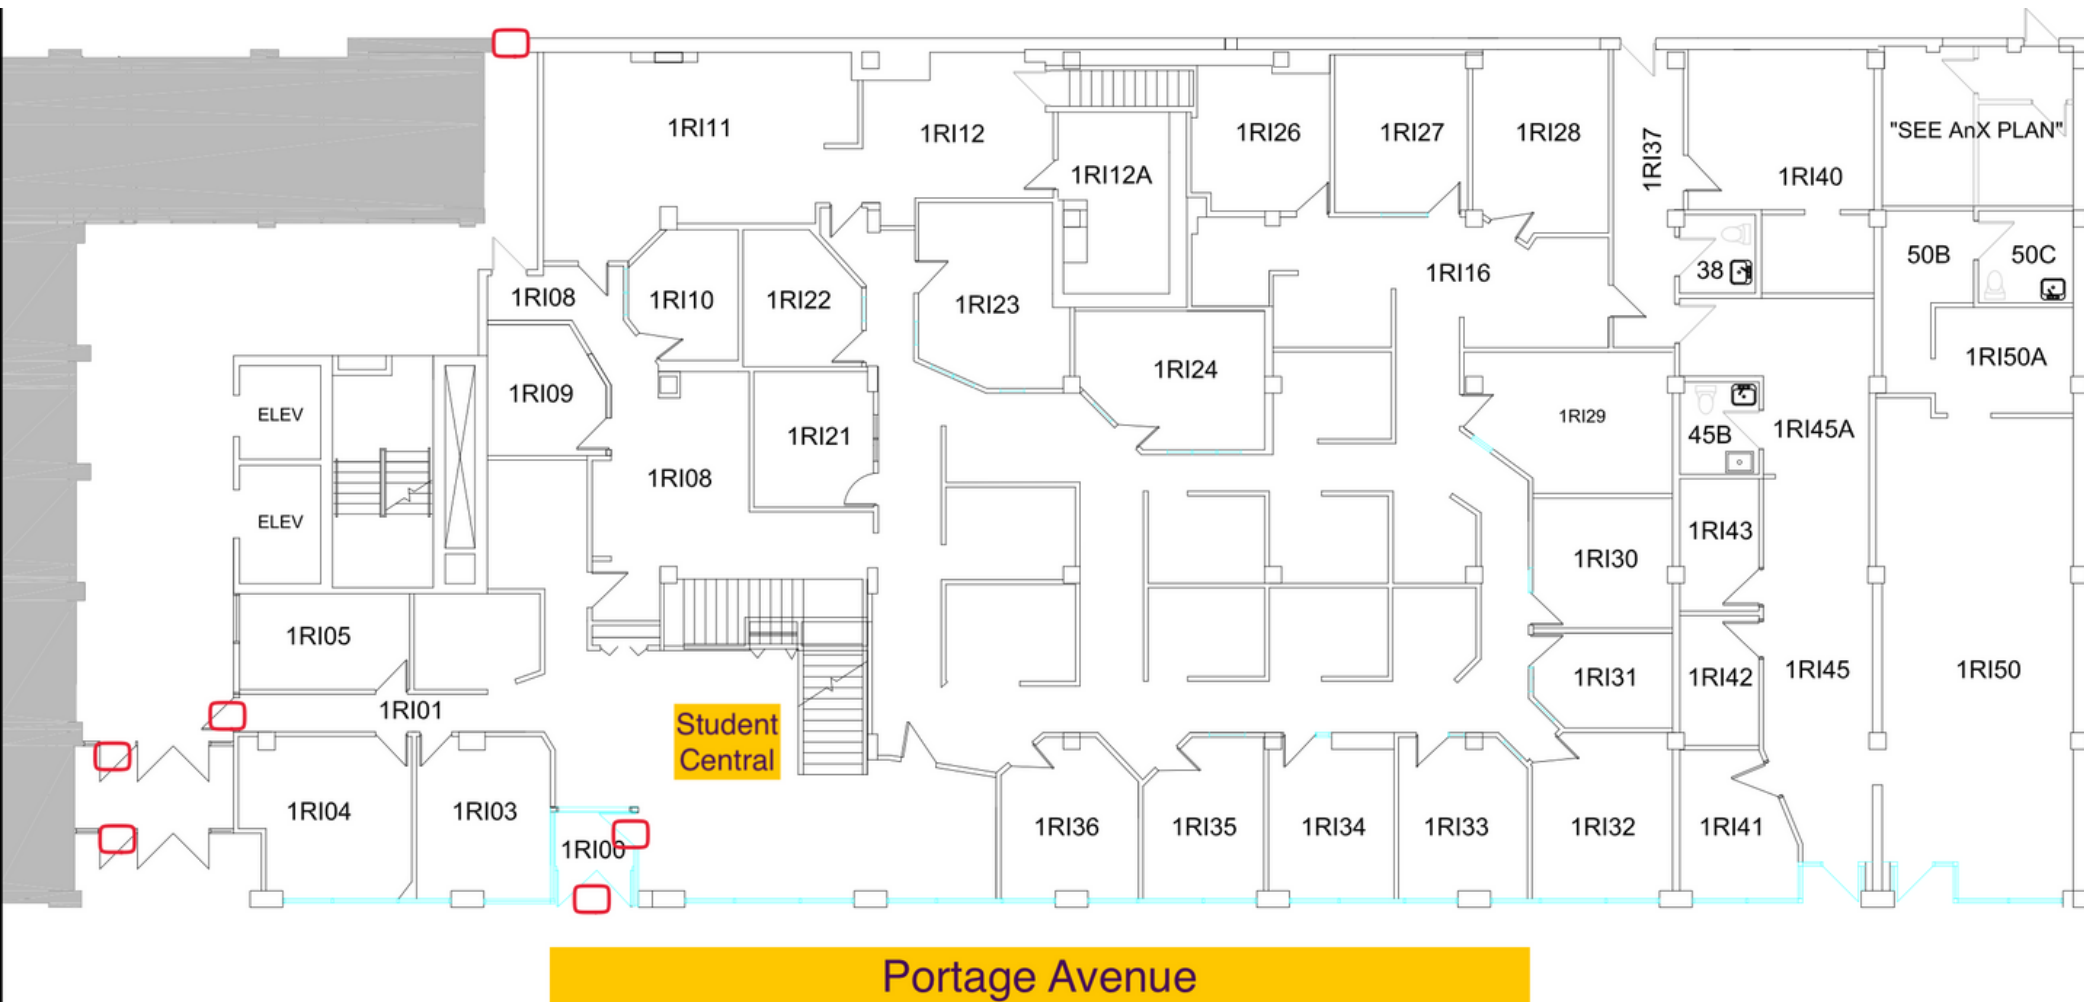 1RI11
1RI12
1RI12A
1RI26
1RI27
1RI28
1RI37
1RI40
"SEE AnX PLAN"
1RI08
1RI10
1RI22
1RI23
1RI16
38
50B
50C
1RI09
1RI24
1RI50A
ELEV
1RI21
1RI29
45B
1RI45A
1RI08
ELEV
1RI30
1RI43
1RI05
1RI31
1RI42
1RI45
1RI50
1RI01
Student
Central
1RI04
1RI03
1RI00
1RI36
1RI35
1RI34
1RI33
1RI32
1RI41
Portage Avenue